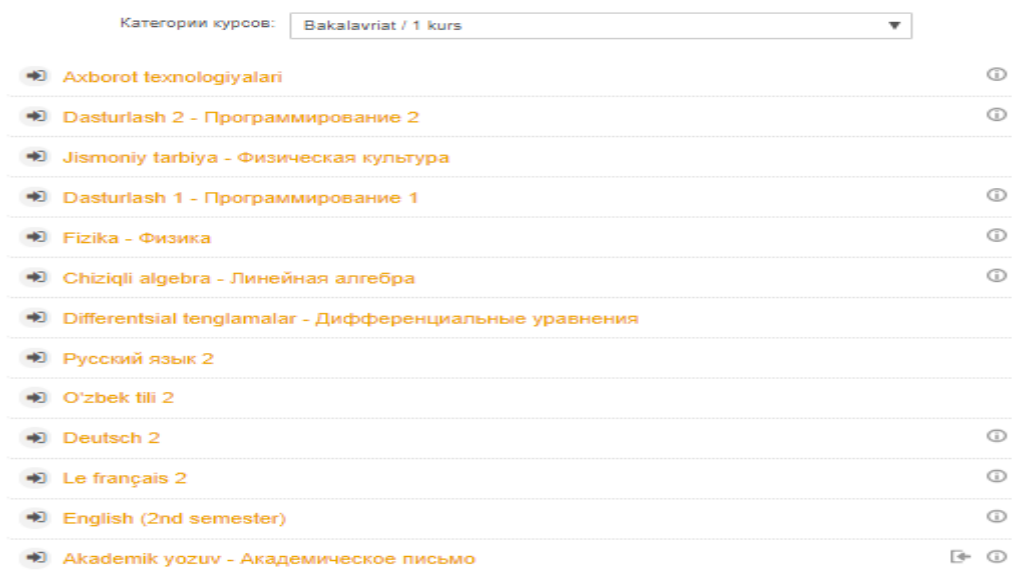 Категории курсов: Bakalavriat / 1 kurs
Axborot texnologiyalari
Dasturlash 2 - Программирование 2
Jismoniy tarbiya - Физическая культура
Dasturlash 1 - Программирование 1
Fizika - Физика
Chiziqli algebra - Линейная алгебра
Differentsial tenglamalar - Дифференциальные уравнения
Русский язык 2
O'zbek tili 2
Deutsch 2
Le français 2
English (2nd semester)
Akademik yozuv - Академическое письмо